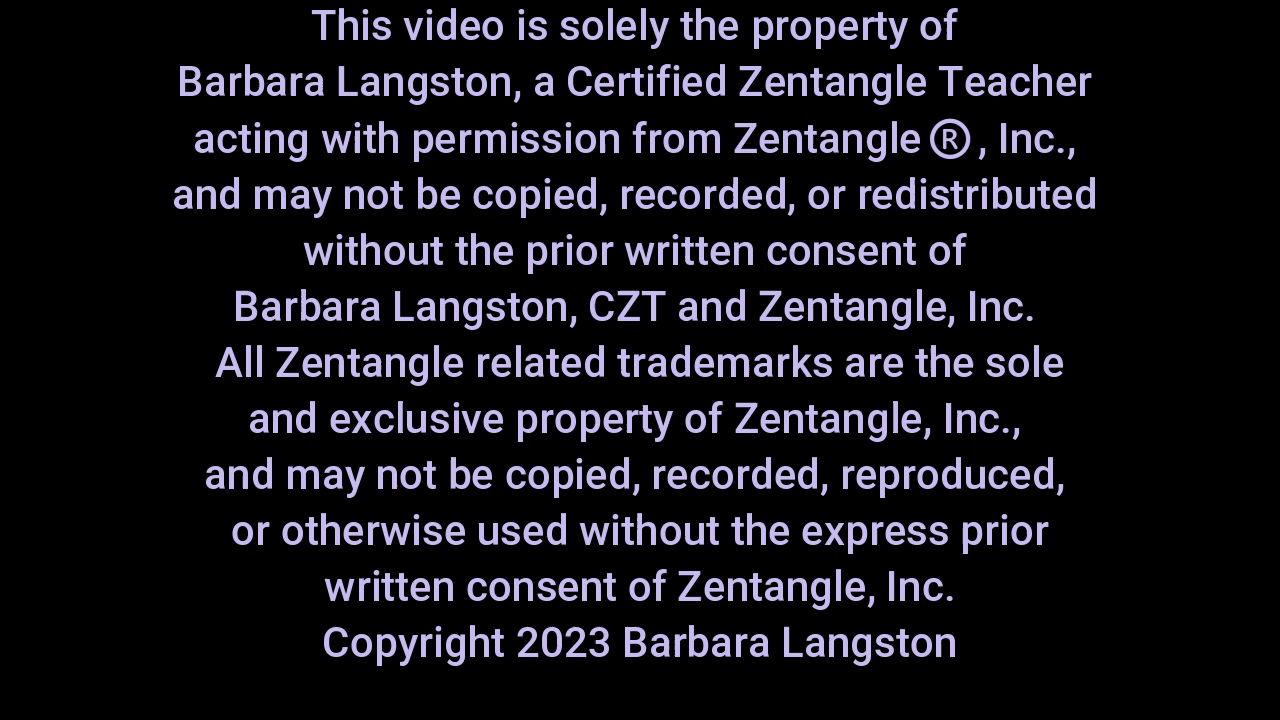 This video is solely the property of
Barbara Langston, a Certified Zentangle Teacher
acting with permission from Zentangle®, Inc.,
and may not be copied, recorded, or redistributed
without the prior written consent of
Barbara Langston, CZT and Zentangle, Inc.
All Zentangle related trademarks are the sole
and exclusive property of Zentangle, Inc.,
and may not be copied, recorded, reproduced,
or otherwise used without the express prior
written consent of Zentangle, Inc.
Copyright 2023 Barbara Langston